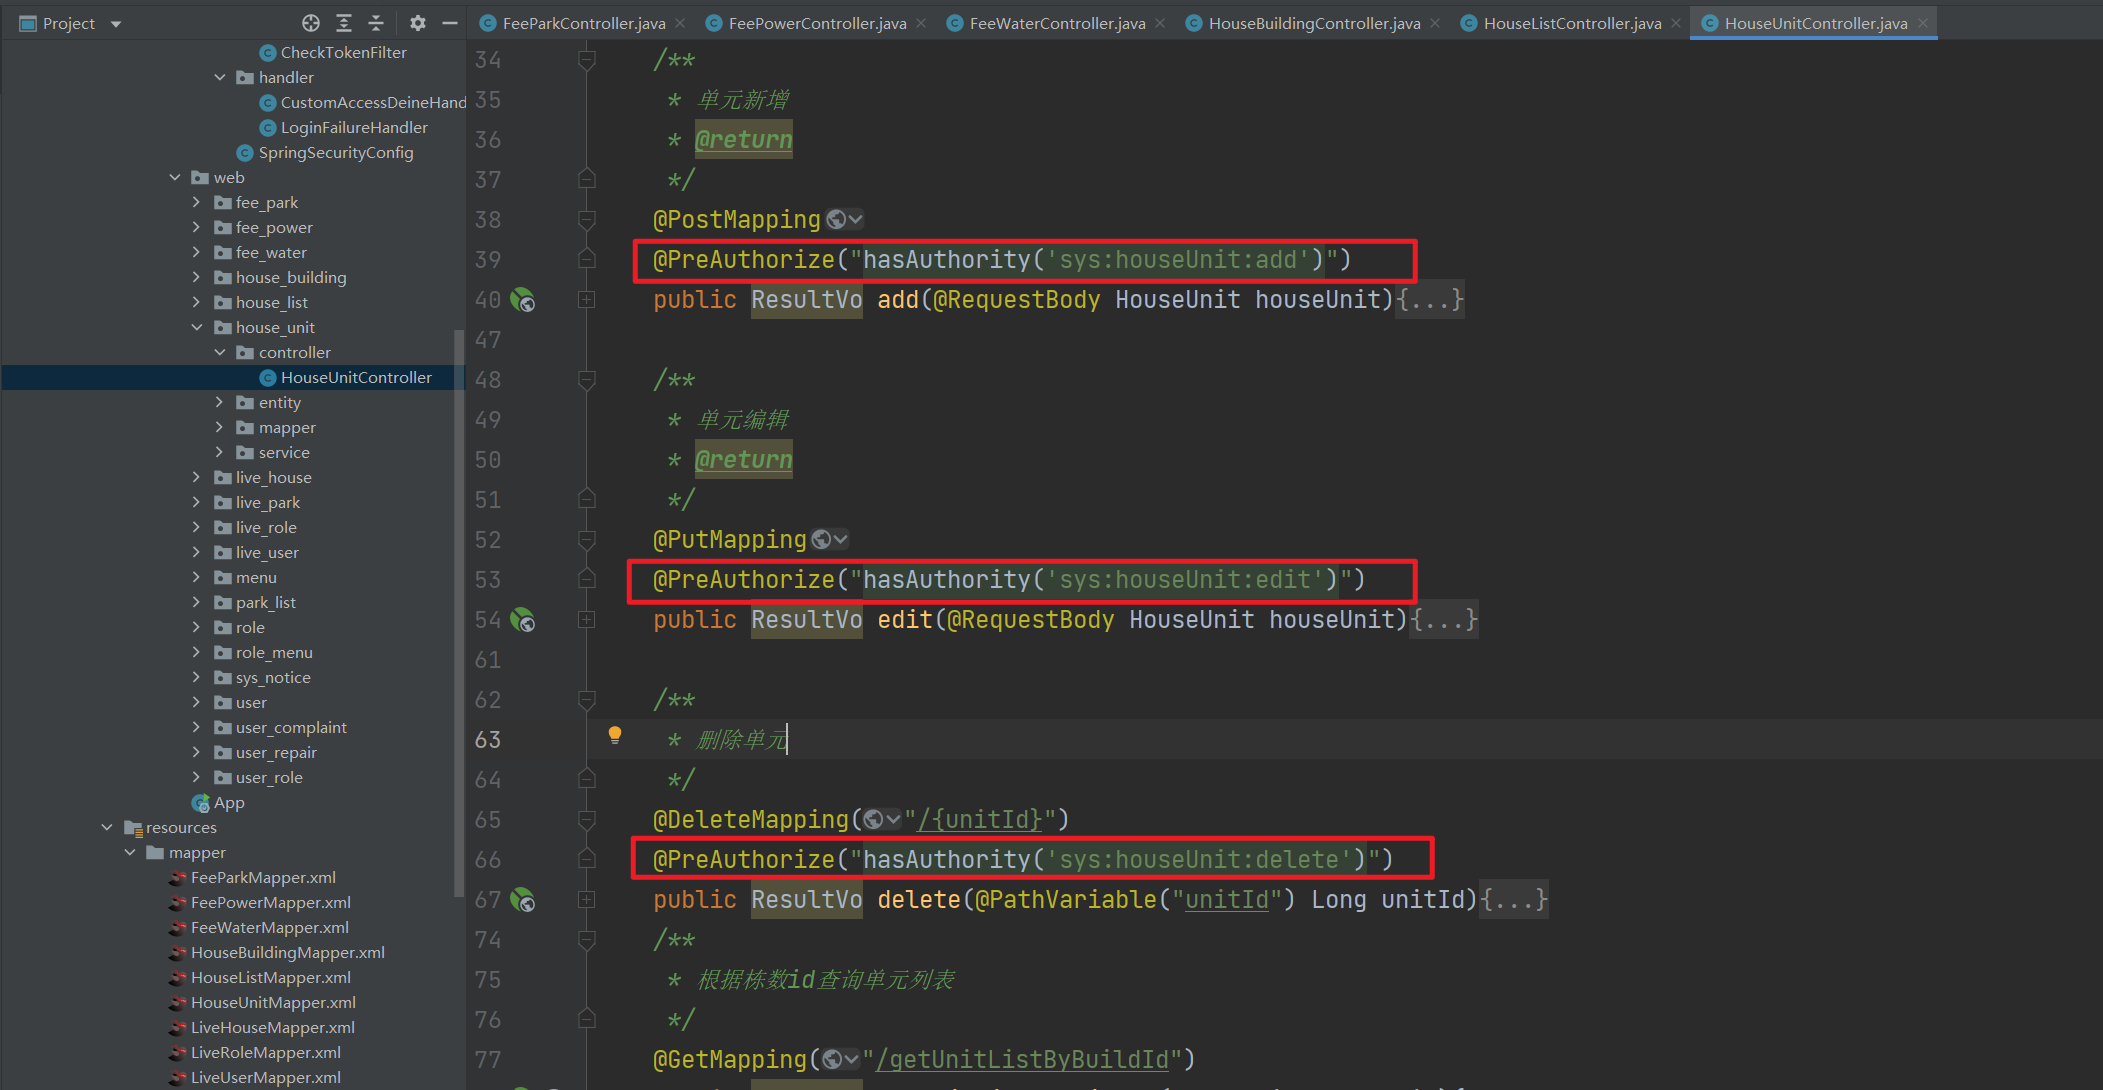 Project
CheckTokenFilter
handler
CustomAccessDeineHand
LoginFailureHandler
SpringSecurityConfig
web
fee_park
fee_power
fee_water
house_building
house_list
house_unit
controller
HouseUnitController
entity
mapper
service
live_house
live_park
live_role
live_user
menu
park_list
role
role_menu
sys_notice
user
user_complaint
user_repair
user_role
App
resources
mapper
FeeParkMapper.xml
FeePowerMapper.xml
FeeWaterMapper.xml
HouseBuildingMapper.xml
HouseListMapper.xml
HouseUnitMapper.xml
LiveHouseMapper.xml
LiveRoleMapper.xml
LiveUserMapper.xml
FeeParkController.java
FeePowerController.java
FeeWaterController.java
HouseBuildingController.java
HouseListController.java
HouseUnitController.java
34 /**
35 * 单元新增
36 * @return
37 */
38 @PostMapping
39 @PreAuthorize("hasAuthority('sys:houseUnit:add')")
40 public ResultVo add(@RequestBody HouseUnit houseUnit){...}
47
48 /**
49 * 单元编辑
50 * @return
51 */
52 @PutMapping
53 @PreAuthorize("hasAuthority('sys:houseUnit:edit')")
54 public ResultVo edit(@RequestBody HouseUnit houseUnit){...}
61
62 /**
63 * 删除单元
64 */
65 @DeleteMapping("/{unitId}")
66 @PreAuthorize("hasAuthority('sys:houseUnit:delete')")
67 public ResultVo delete(@PathVariable("unitId") Long unitId){...}
74 /**
75 * 根据栋数id查询单元列表
76 */
77 @GetMapping("/getUnitListByBuildId")